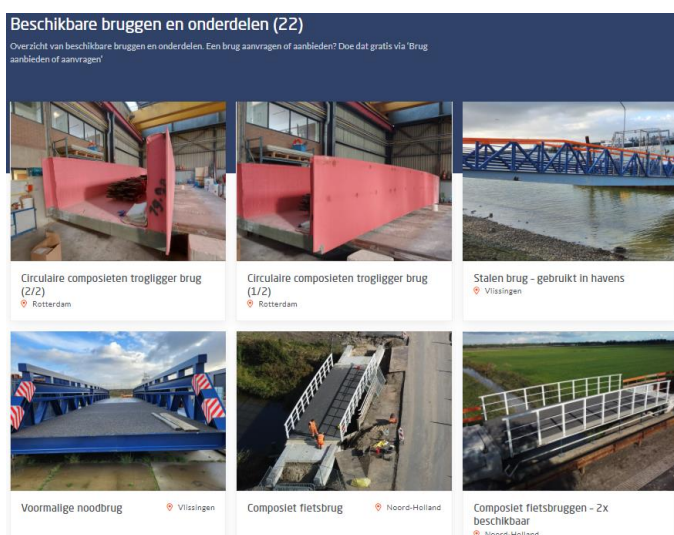 Beschikbare bruggen en onderdelen (22)
Overzicht van beschikbare bruggen en onderdelen. Een brug aanvragen of aanbieden? Doe dat gratis via 'Brug
aanbieden of aanvragen'
Circulaire composieten trogligger brug
(2/2)
Rotterdam
Circulaire composieten trogligger brug
(1/2)
Rotterdam
Stalen brug – gebruikt in havens
Vlissingen
Voormalige noodbrug
Vlissingen
Composiet fietsbrug
Noord-Holland
Composiet fietsbruggen – 2x
beschikbaar
Noord-Holland